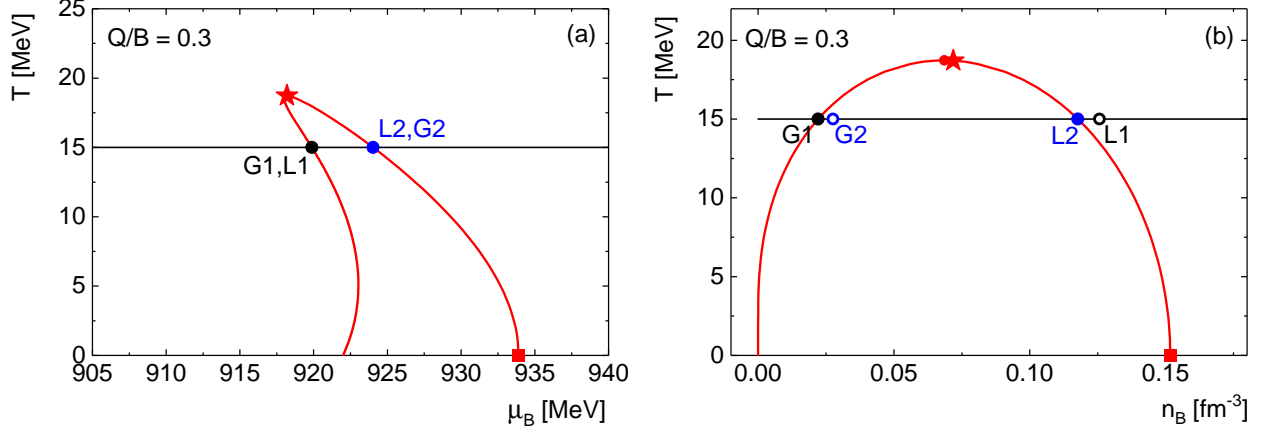 Q/B = 0.3
(a)
T [MeV]
25
20
15
10
5
0
L2,G2
G1,L1
905 910 915 920 925 930 935 940
μB [MeV]
Q/B = 0.3
(b)
T [MeV]
20
15
10
5
0
G1 G2 L2 L1
0.00 0.05 0.10 0.15
nB [fm-3]